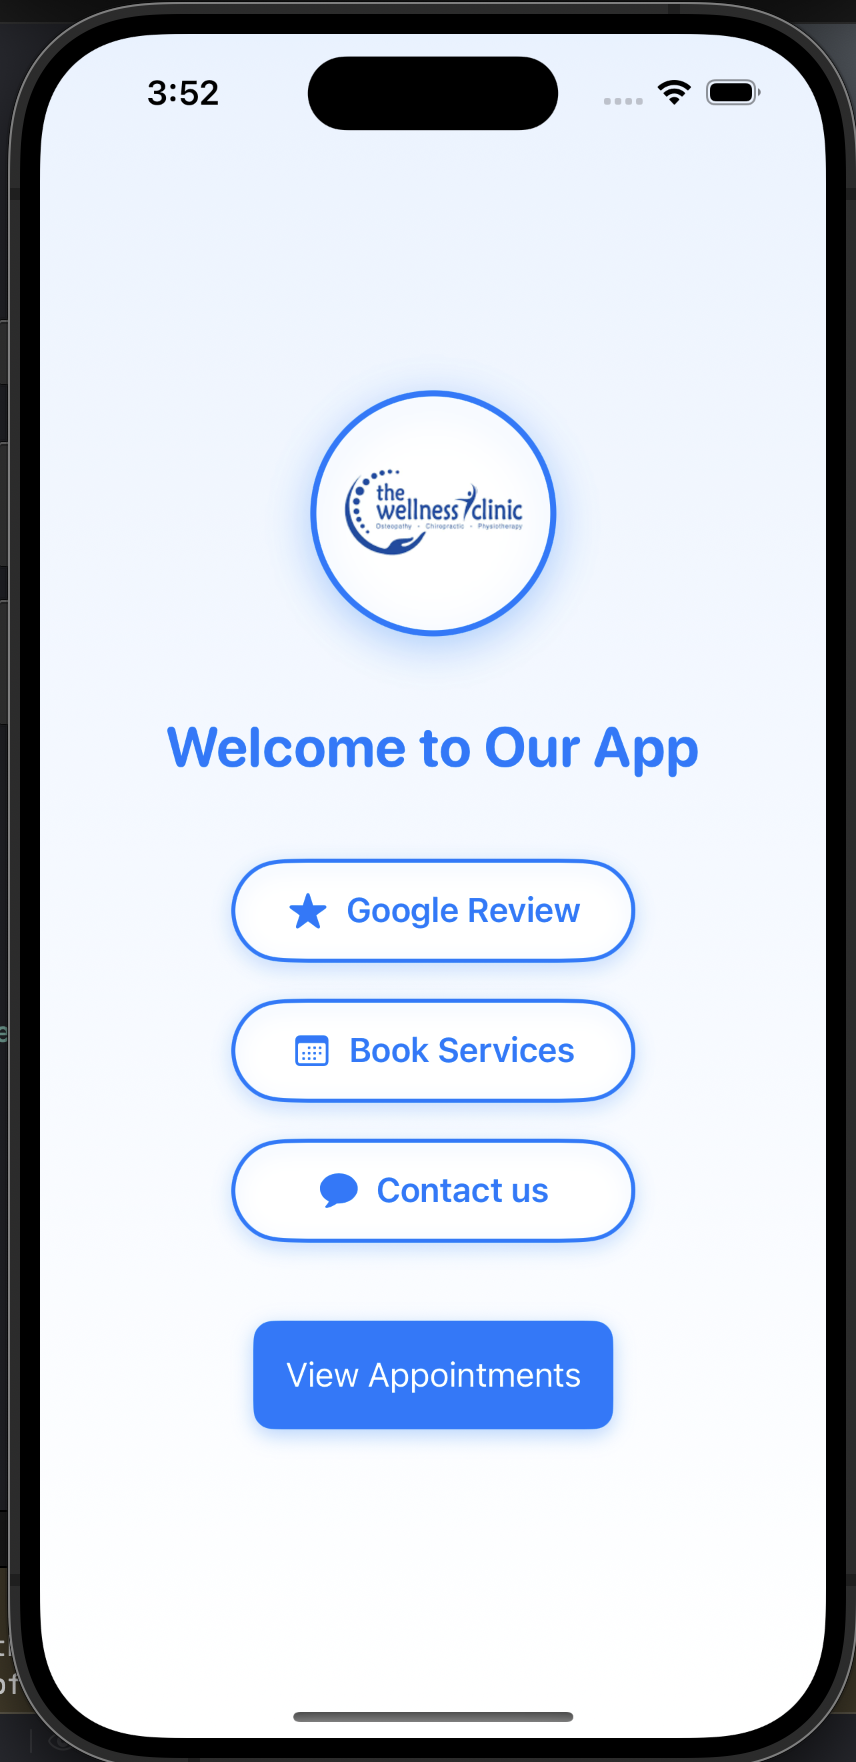 3:52
the
wellness clinic
Osteopathy - Chiropractic - Physiotherapy
Welcome to Our App
Google Review
Book Services
Contact us
View Appointments